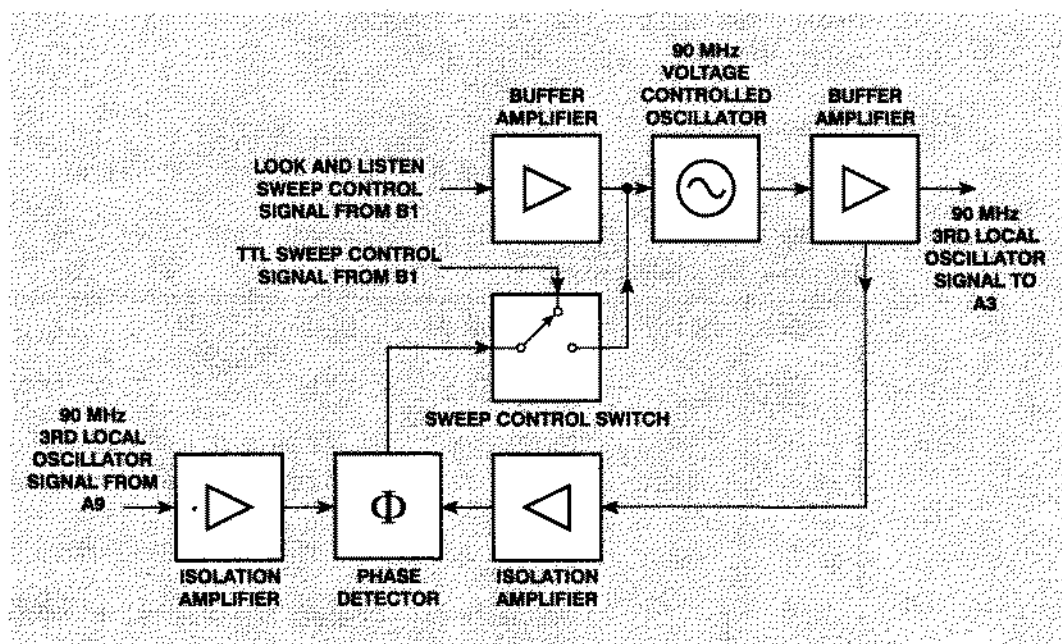 90 MHz
VOLTAGE
CONTROLLED
OSCILLATOR
BUFFER
AMPLIFIER
BUFFER
AMPLIFIER
LOOK AND LISTEN
SWEEP CONTROL
SIGNAL FROM B1
90 MHz
3RD LOCAL
OSCILLATOR
SIGNAL TO
A3
TTL SWEEP CONTROL
SIGNAL FROM B1
SWEEP CONTROL SWITCH
90 MHz
3RD LOCAL
OSCILLATOR
SIGNAL FROM
A9
Φ
ISOLATION
AMPLIFIER
PHASE
DETECTOR
ISOLATION
AMPLIFIER